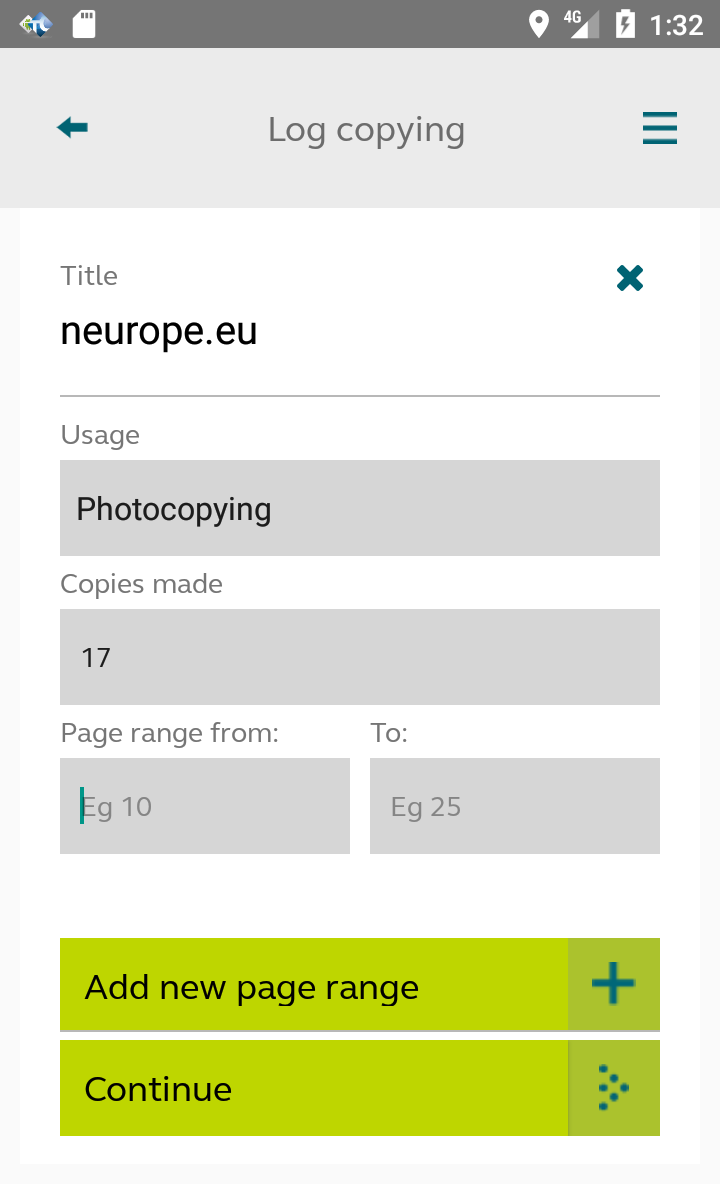 4G 1:32
Log copying
Title
neurope.eu
Usage
Photocopying
Copies made
17
Page range from: To:
Eg 10 Eg 25
Add new page range
Continue